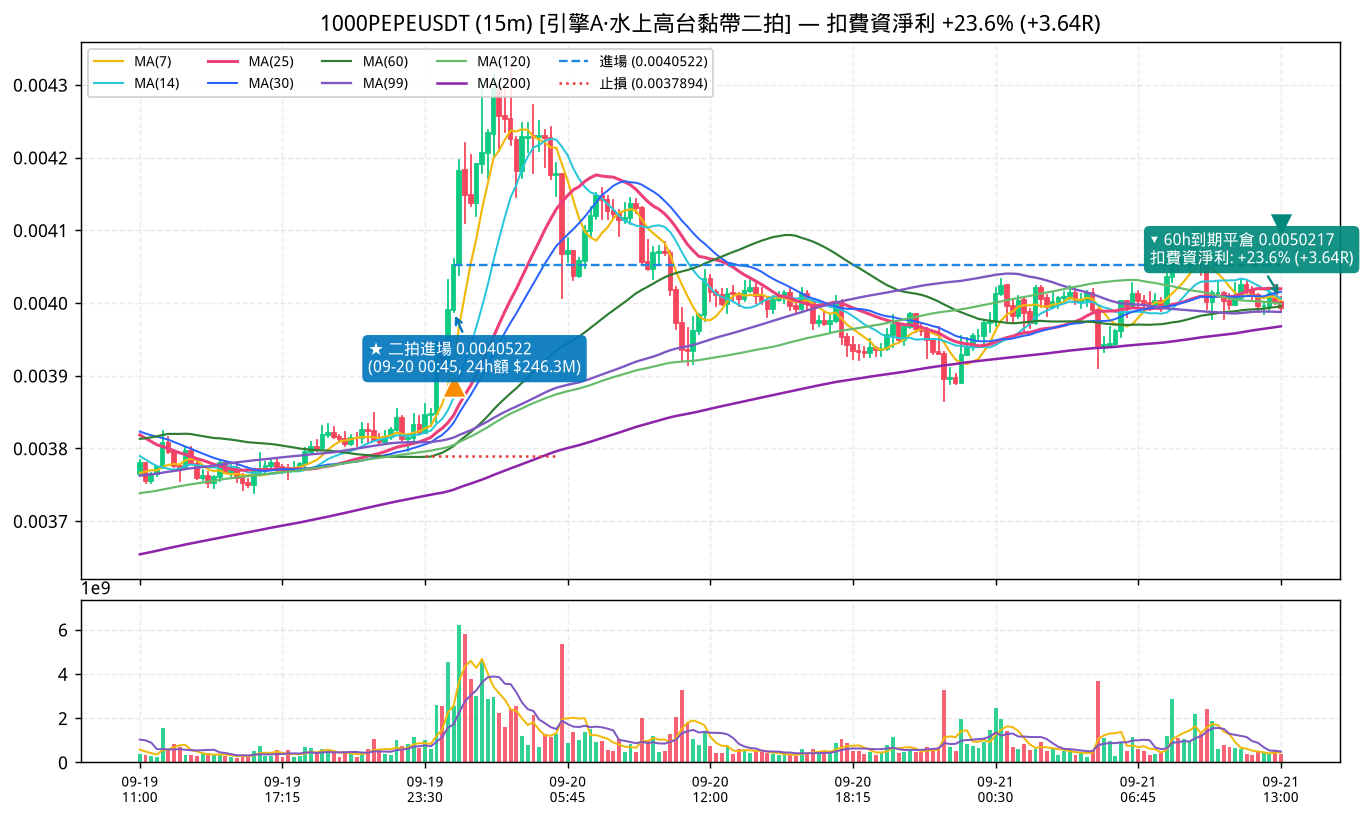 1000PEPEUSDT (15m) [引擎A·水上高台黏帶二拍] — 扣費資淨利 +23.6% (+3.64R)
MA(7)
MA(14)
MA(25)
MA(30)
MA(60)
MA(99)
MA(120)
MA(200)
進場 (0.0040522)
止損 (0.0037894)
0.0043
0.0042
0.0041
0.0040
0.0039
0.0038
0.0037
▼ 60h到期平倉 0.0050217
扣費資淨利: +23.6% (+3.64R)
★ 二拍進場 0.0040522
(09-20 00:45, 24h額 $246.3M)
1e9
6
4
2
0
09-19
11:00
09-19
17:15
09-19
23:30
09-20
05:45
09-20
12:00
09-20
18:15
09-21
00:30
09-21
06:45
09-21
13:00